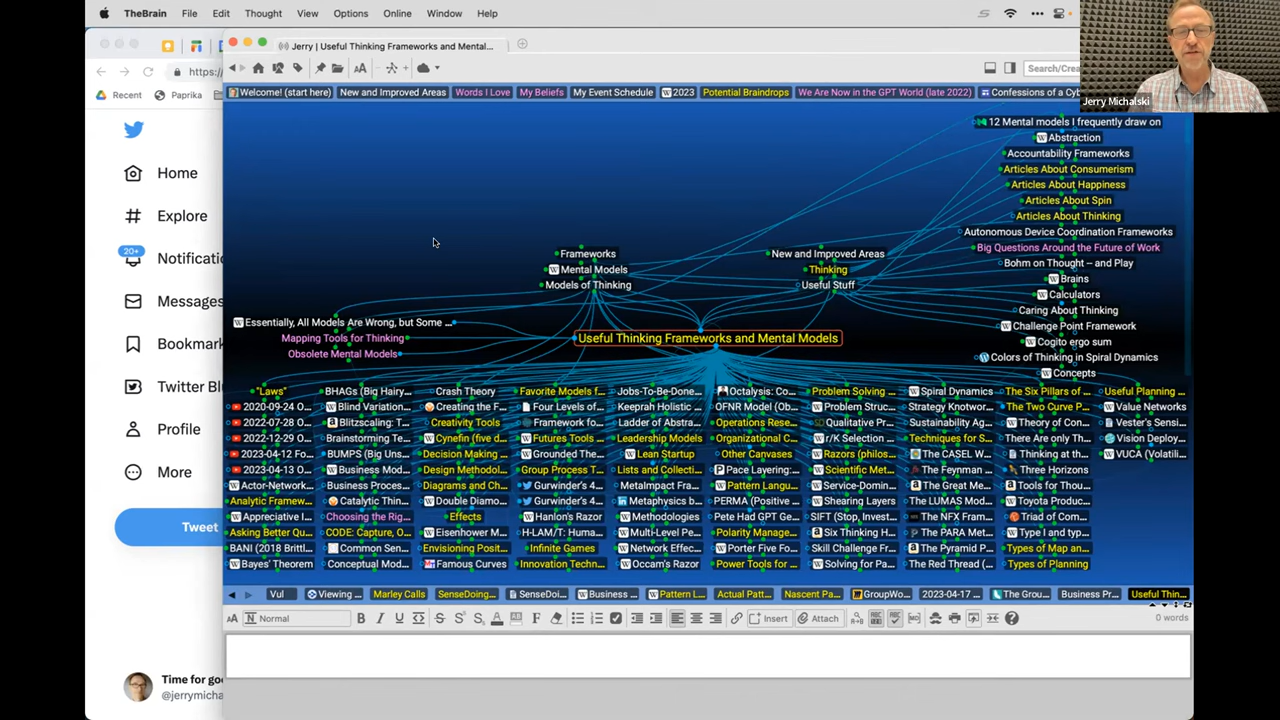 TheBrain File Edit Thought View Options Online Window Help
Jerry | Useful Thinking Frameworks and Mental...
https:/
Search/Crea
Recent Paprika
Welcome! (start here) New and Improved Areas Words I Love My Beliefs My Event Schedule 2023 Potential Braindrops We Are Now in the GPT World (late 2022) Confessions of a Cyb
Jerry Michalski
Home
Explore
20+
Notificati
Messages
Bookmark
Twitter Blu
Profile
More
Tweet
Time for go
@jerrymicha
12 Mental models I frequently draw on
Abstraction
Accountability Frameworks
Articles About Consumerism
Articles About Happiness
Articles About Spin
Articles About Thinking
Autonomous Device Coordination Frameworks
Big Questions Around the Future of Work
Bohm on Thought -- and Play
Brains
Calculators
Caring About Thinking
Challenge Point Framework
Cogito ergo sum
Colors of Thinking in Spiral Dynamics
Concepts
Frameworks
Mental Models
Models of Thinking
New and Improved Areas
Thinking
Useful Stuff
Essentially, All Models Are Wrong, but Some ...
Mapping Tools for Thinking
Obsolete Mental Models
Useful Thinking Frameworks and Mental Models
"Laws" BHAGs (Big Hairy... Crash Theory Favorite Models f... Jobs-To-Be-Done... Octalysis: Co... Problem Solving ... Spiral Dynamics The Six Pillars of ... Useful Planning ...
2020-09-24 O... Blind Variation... Creating the F... Four Levels of... Keeprah Holistic ... OFNR Model (Ob... Problem Struc... Strategy Knotwor... The Two Curve P... Value Networks
2022-07-28 O... Blitzscaling: T... Creativity Tools Framework fo... Ladder of Abstra... Operations Rese... Qualitative Pr... Sustainability Ag... Theory of Con... Vester's Sensi...
2022-12-29 O... Brainstorming Te... Cynefin (five d... Futures Tools ... Leadership Models Organizational C... r/K Selection ... Techniques for S... There are only Th... Vision Deploy...
2023-04-12 Fo... BUMPS (Big Uns... Decision Making ... Grounded The... Lean Startup Other Canvases Razors (philos... The CASEL W... Thinking at th... VUCA (Volatili...
2023-04-13 O... Business Mod... Design Methodol... Group Process T... Lists and Collecti... Pace Layering:... Scientific Met... The Feynman ... Three Horizons
Actor-Network... Business Proces... Diagrams and Ch... Gurwinder's 4... MetaImpact Fra... Pattern Langu... Service-Domin... The Great Me... Tools for Thou...
Analytic Framew... Catalytic Thin... Double Diamo... Gurwinder's 4... Metaphysics b... PERMA (Positive ... Shearing Layers The LUMAS Mod... Toyota Produc...
Appreciative I... Choosing the Rig... Effects Hanlon's Razor Methodologies Pete Had GPT Ge... SIFT (Stop, Invest... The NFX Fram... Triad of Com...
Asking Better Qu... CODE: Capture, O... Eisenhower M... H-LAM/T: Huma... Multi-Level Pe... Polarity Manage... Six Thinking H... The PARA Met... Type I and typ...
BANI (2018 Brittl... Common Sen... Envisioning Posit... Infinite Games Network Effec... Porter Five Fo... Skill Challenge Fr... The Pyramid P... Types of Map an...
Bayes' Theorem Conceptual Mod... Famous Curves Innovation Techn... Occam's Razor Power Tools for ... Solving for Pa... The Red Thread (... Types of Planning
Vul Viewing ... Marley Calls SenseDoing... SenseDoi... Business ... Pattern L... Actual Patt... Nascent Pa... GroupWo... 2023-04-17 ... The Grou... Business Pr... Useful Thin...
Normal B I U S Insert Attach 0 words